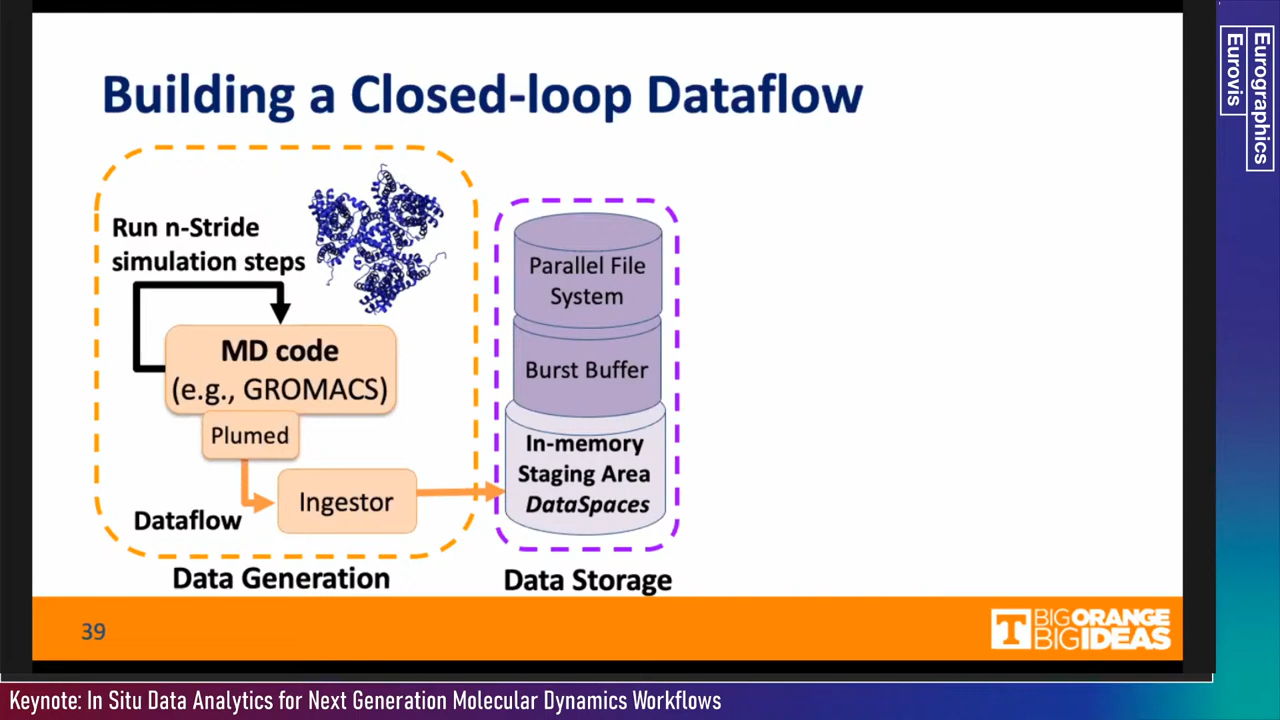 Building a Closed-loop Dataflow
Run n-Stride
simulation steps
MD code
(e.g., GROMACS)
Plumed
Ingestor
Dataflow
Data Generation
Parallel File
System
Burst Buffer
In-memory
Staging Area
DataSpaces
Data Storage
39
T
BIG ORANGE
BIG IDEAS
Eurographics
Eurovis
Keynote: In Situ Data Analytics for Next Generation Molecular Dynamics Workflows